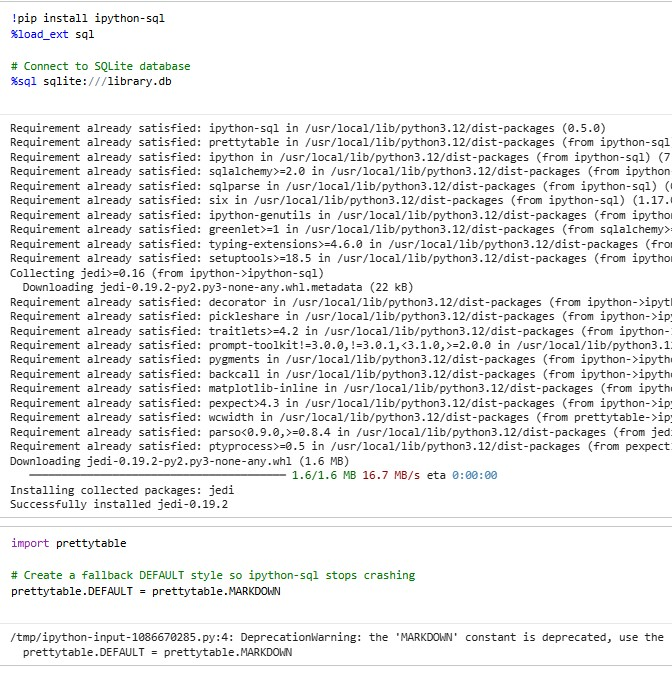 !pip install ipython-sql
%load_ext sql
# Connect to SQLite database
%sql sqlite:///library.db
Requirement already satisfied: ipython-sql in /usr/local/lib/python3.12/dist-packages (0.5.0)
Requirement already satisfied: prettytable in /usr/local/lib/python3.12/dist-packages (from ipython-sql
Requirement already satisfied: ipython in /usr/local/lib/python3.12/dist-packages (from ipython-sql) (7
Requirement already satisfied: sqlalchemy>=2.0 in /usr/local/lib/python3.12/dist-packages (from ipython
Requirement already satisfied: sqlparse in /usr/local/lib/python3.12/dist-packages (from ipython-sql) (
Requirement already satisfied: six in /usr/local/lib/python3.12/dist-packages (from ipython-sql) (1.17.
Requirement already satisfied: ipython-genutils in /usr/local/lib/python3.12/dist-packages (from ipytho
Requirement already satisfied: greenlet>=1 in /usr/local/lib/python3.12/dist-packages (from sqlalchemy>
Requirement already satisfied: typing-extensions>=4.6.0 in /usr/local/lib/python3.12/dist-packages (fro
Requirement already satisfied: setuptools>=18.5 in /usr/local/lib/python3.12/dist-packages (from ipytho
Collecting jedi>=0.16 (from ipython->ipython-sql)
Downloading jedi-0.19.2-py2.py3-none-any.whl.metadata (22 kB)
Requirement already satisfied: decorator in /usr/local/lib/python3.12/dist-packages (from ipython->ipyt
Requirement already satisfied: pickleshare in /usr/local/lib/python3.12/dist-packages (from ipython->ip
Requirement already satisfied: traitlets>=4.2 in /usr/local/lib/python3.12/dist-packages (from ipython-
Requirement already satisfied: prompt-toolkit!=3.0.0,!=3.0.1,<3.1.0,>=2.0.0 in /usr/local/lib/python3.1
Requirement already satisfied: pygments in /usr/local/lib/python3.12/dist-packages (from ipython->ipyth
Requirement already satisfied: backcall in /usr/local/lib/python3.12/dist-packages (from ipython->ipyth
Requirement already satisfied: matplotlib-inline in /usr/local/lib/python3.12/dist-packages (from ipyth
Requirement already satisfied: pexpect>4.3 in /usr/local/lib/python3.12/dist-packages (from ipython->ip
Requirement already satisfied: wcwidth in /usr/local/lib/python3.12/dist-packages (from prettytable->ip
Requirement already satisfied: parso<0.9.0,>=0.8.4 in /usr/local/lib/python3.12/dist-packages (from jed
Requirement already satisfied: ptyprocess>=0.5 in /usr/local/lib/python3.12/dist-packages (from pexpect
Downloading jedi-0.19.2-py2.py3-none-any.whl (1.6 MB)
1.6/1.6 MB 16.7 MB/s eta 0:00:00
Installing collected packages: jedi
Successfully installed jedi-0.19.2
import prettytable
# Create a fallback DEFAULT style so ipython-sql stops crashing
prettytable.DEFAULT = prettytable.MARKDOWN
/tmp/ipython-input-1086670285.py:4: DeprecationWarning: the 'MARKDOWN' constant is deprecated, use the
prettytable.DEFAULT = prettytable.MARKDOWN